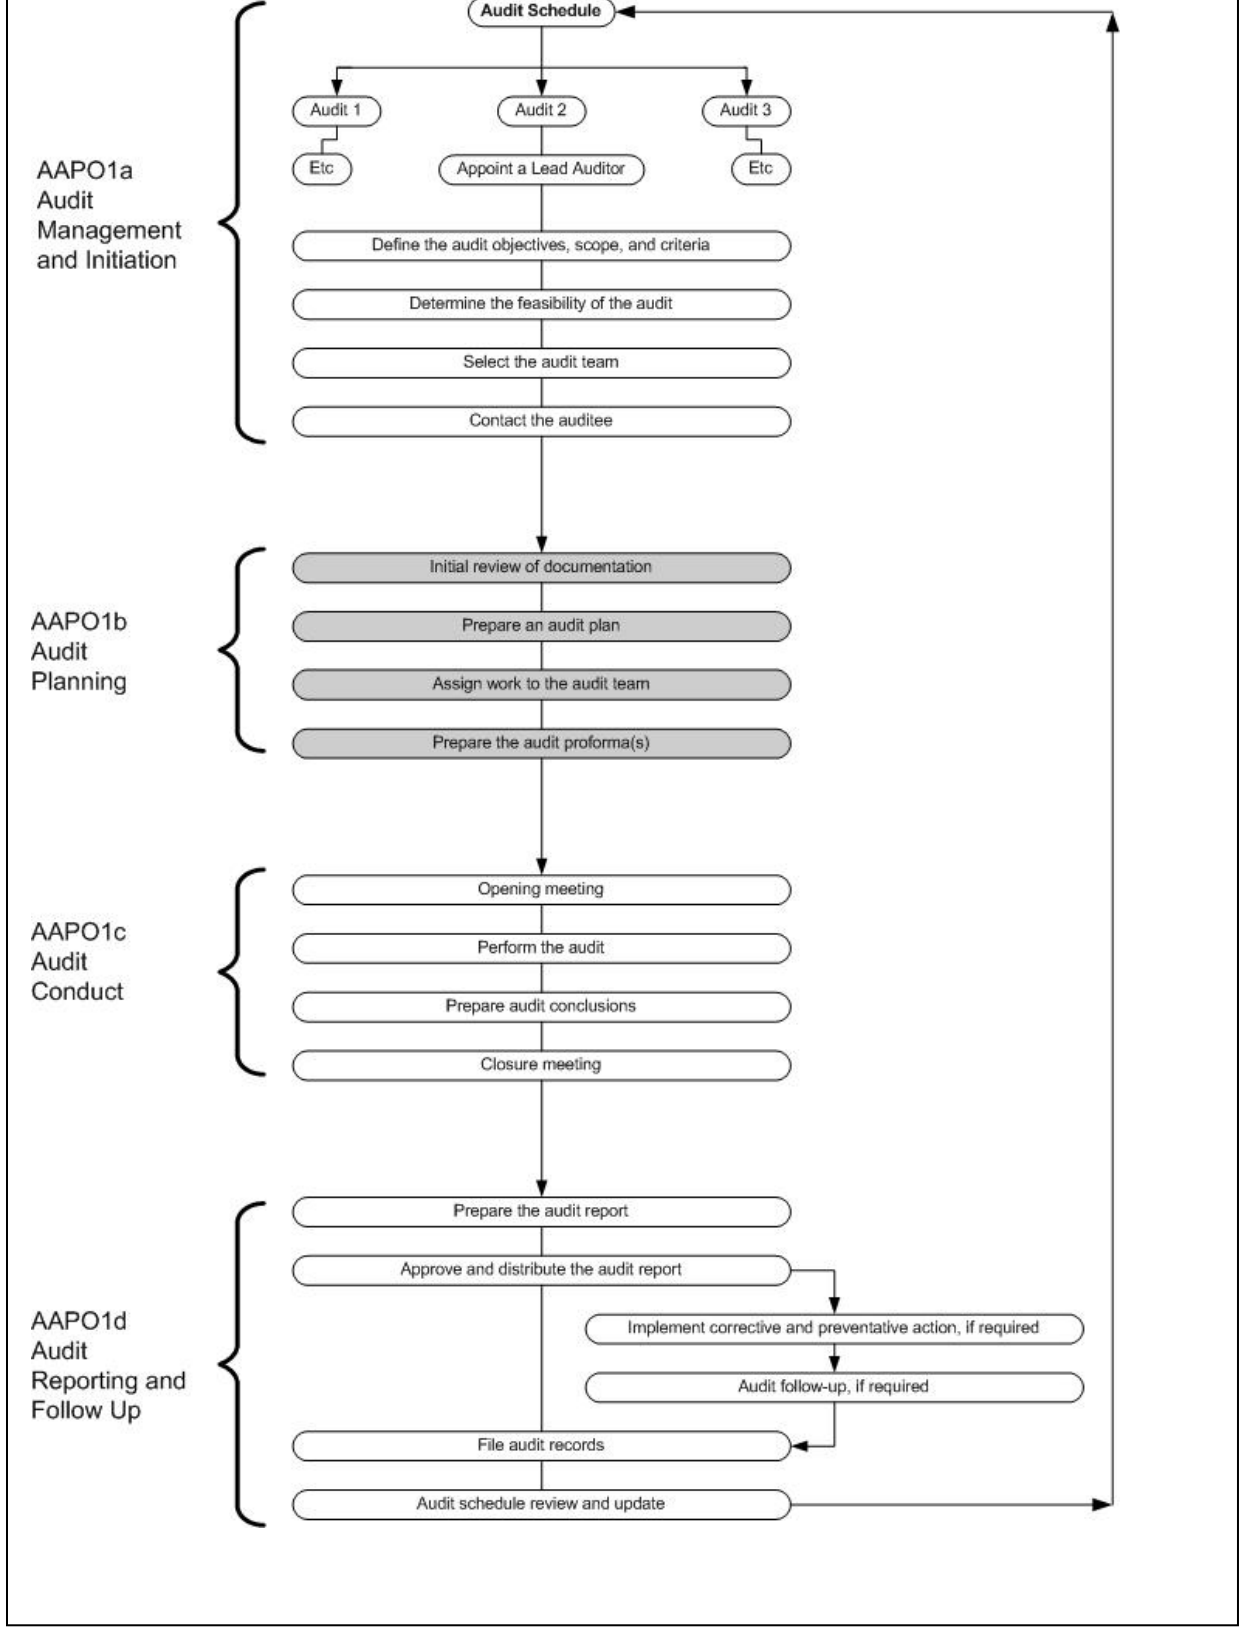 Audit Schedule
Audit 1
Audit 2
Audit 3
Etc
Appoint a Lead Auditor
Etc
AAPO1a
Audit
Management
and Initiation
Define the audit objectives, scope, and criteria
Determine the feasibility of the audit
Select the audit team
Contact the auditee
AAPO1b
Audit
Planning
Initial review of documentation
Prepare an audit plan
Assign work to the audit team
Prepare the audit proforma(s)
AAPO1c
Audit
Conduct
Opening meeting
Perform the audit
Prepare audit conclusions
Closure meeting
AAPO1d
Audit
Reporting and
Follow Up
Prepare the audit report
Approve and distribute the audit report
Implement corrective and preventative action, if required
Audit follow-up, if required
File audit records
Audit schedule review and update